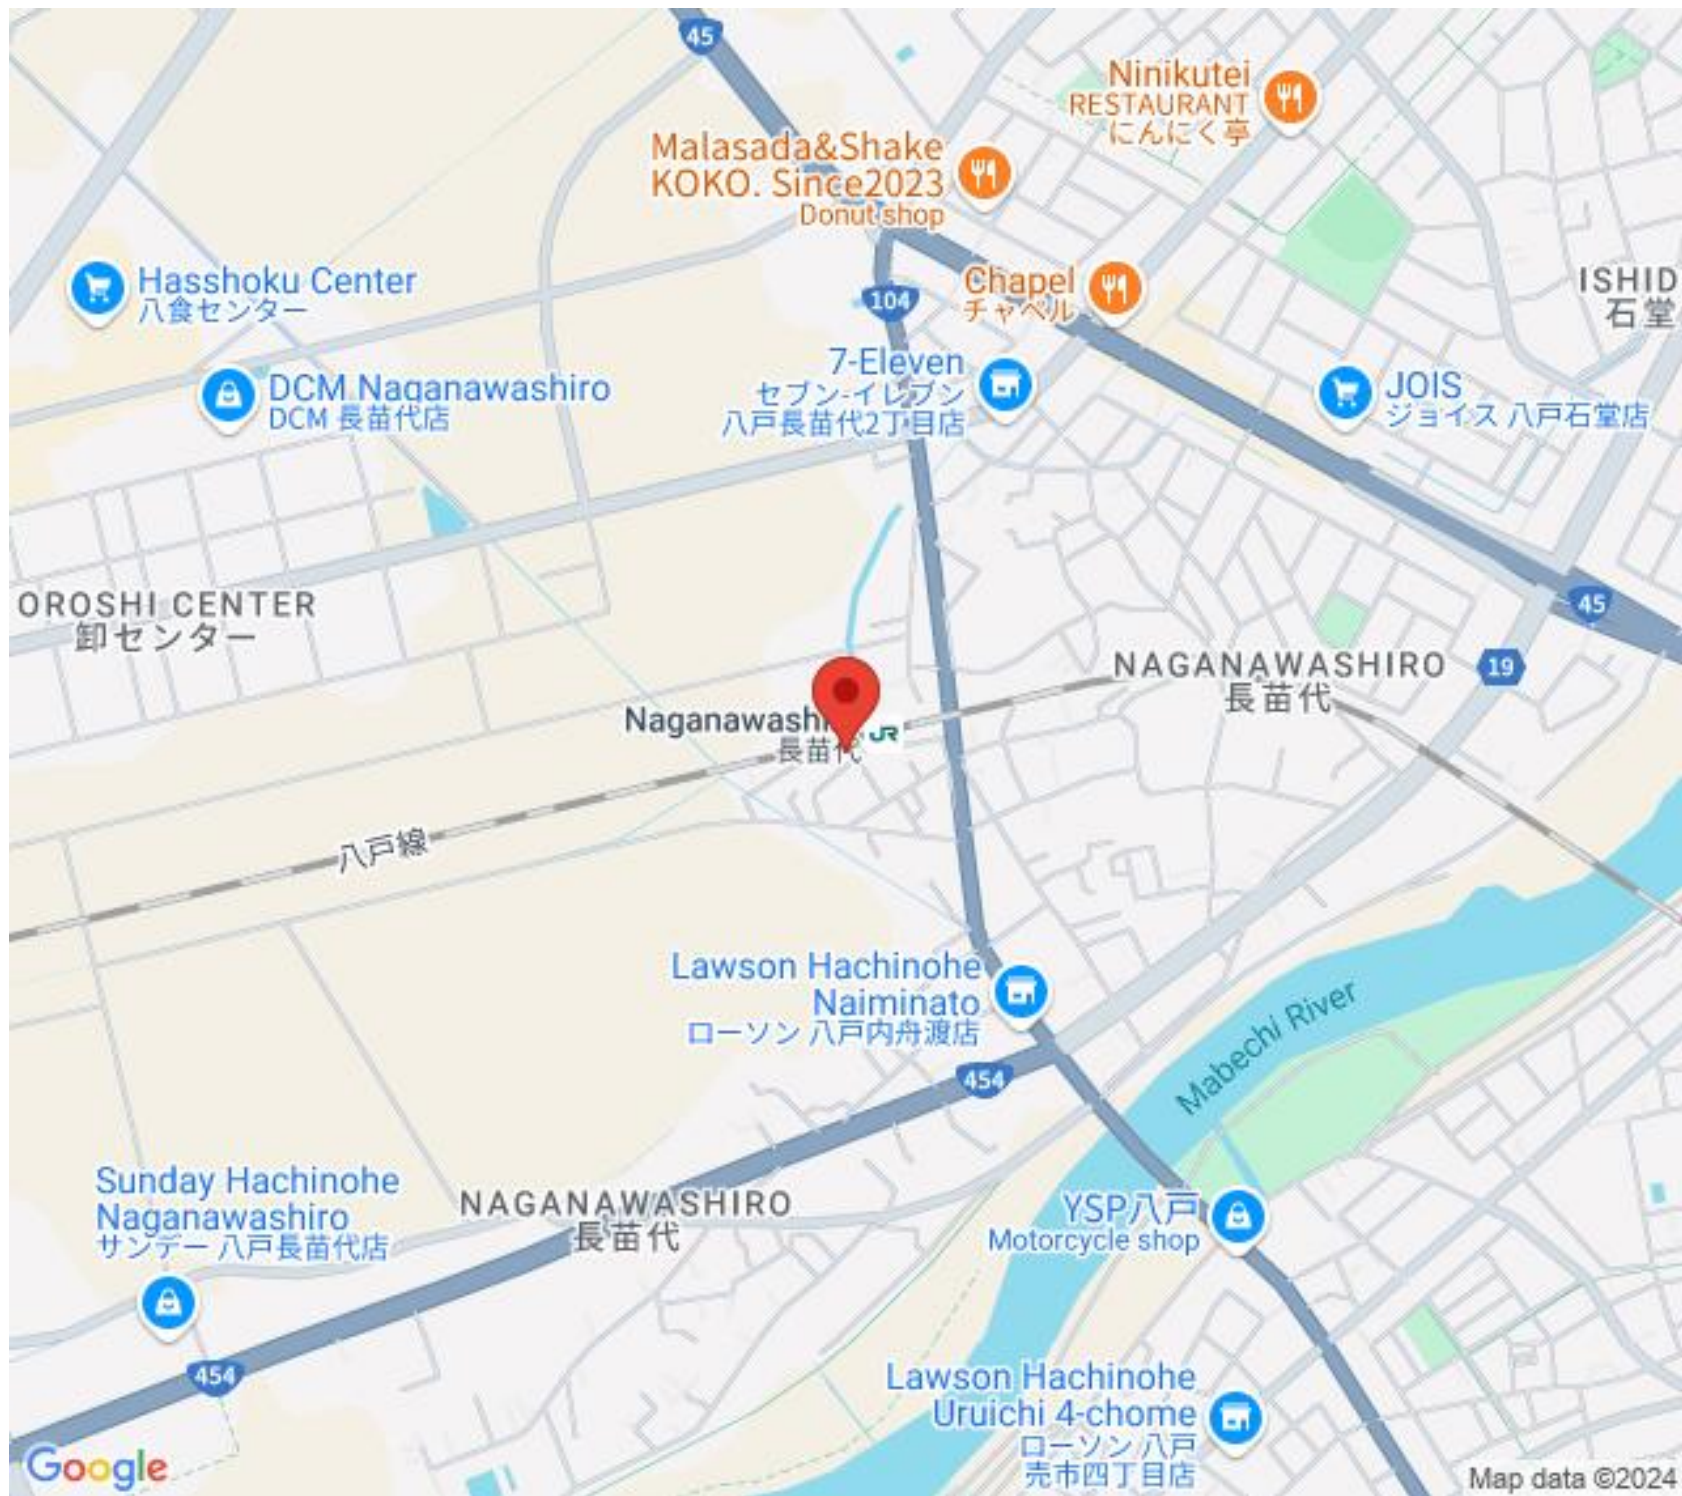 45
Ninikutei
RESTAURANT
にんにく亭
Malasada&Shake
KOKO. Since2023
Donut shop
Hasshoku Center
八食センター
104
Chapel
チャペル
ISHID
石堂
DCM Naganawashiro
DCM 長苗代店
7-Eleven
セブン-イレブン
八戸長苗代2丁目店
JOIS
ジョイス 八戸石堂店
OROSHI CENTER
卸センター
45
NAGANAWASHIRO
長苗代
19
Naganawashi
長苗代
JR
八戸線
Lawson Hachinohe
Naiminato
ローソン 八戸内舟渡店
Mabechi River
454
Sunday Hachinohe
Naganawashiro
サンデー 八戸長苗代店
NAGANAWASHIRO
長苗代
YSP八戸
Motorcycle shop
454
Lawson Hachinohe
Uruichi 4-chome
ローソン 八戸
売市四丁目店
Google
Map data ©2024